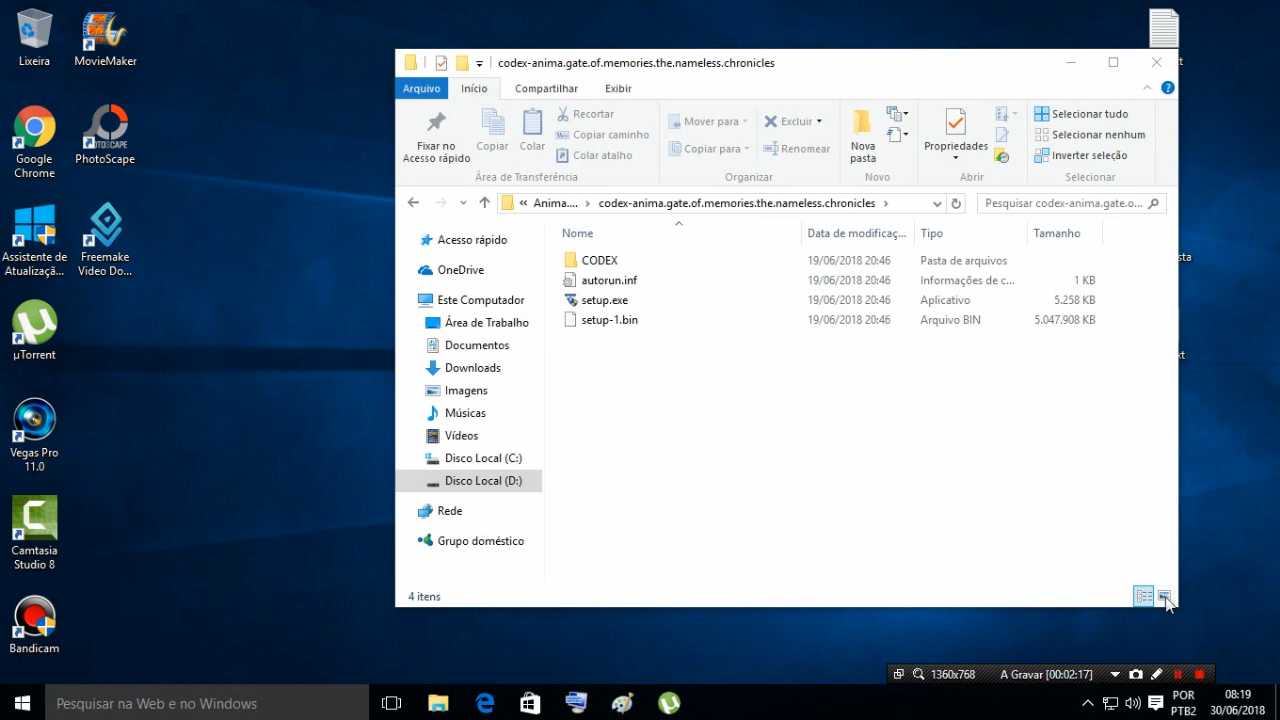 Lixeira
MovieMaker
Google
Chrome
PHOTOSCAPE
PhotoScape
Assistente de
Atualizaçã...
Freemake
Video Do...
µTorrent
Vegas Pro
11.0
Camtasia
Studio 8
Bandicam
codex-anima.gate.of.memories.the.nameless.chronicles
Arquivo Início Compartilhar Exibir
Fixar no
Acesso rápido
Copiar
Colar
Recortar
Copiar caminho
Colar atalho
Área de Transferência
Mover para
Copiar para
Excluir
Renomear
Organizar
Nova
pasta
Novo
Propriedades
Abrir
Selecionar tudo
Selecionar nenhum
Inverter seleção
Selecionar
« Anima.... › codex-anima.gate.of.memories.the.nameless.chronicles ›
Pesquisar codex-anima.gate.o...
Acesso rápido
OneDrive
Este Computador
Área de Trabalho
Documentos
Downloads
Imagens
Músicas
Vídeos
Disco Local (C:)
Disco Local (D:)
Rede
Grupo doméstico
Nome Data de modificaç... Tipo Tamanho
CODEX 19/06/2018 20:46 Pasta de arquivos
autorun.inf 19/06/2018 20:46 Informações de c... 1 KB
setup.exe 19/06/2018 20:46 Aplicativo 5.258 KB
setup-1.bin 19/06/2018 20:46 Arquivo BIN 5.047.908 KB
4 itens
1360x768 A Gravar [00:02:17]
Pesquisar na Web e no Windows
POR
PTB2
08:19
30/06/2018